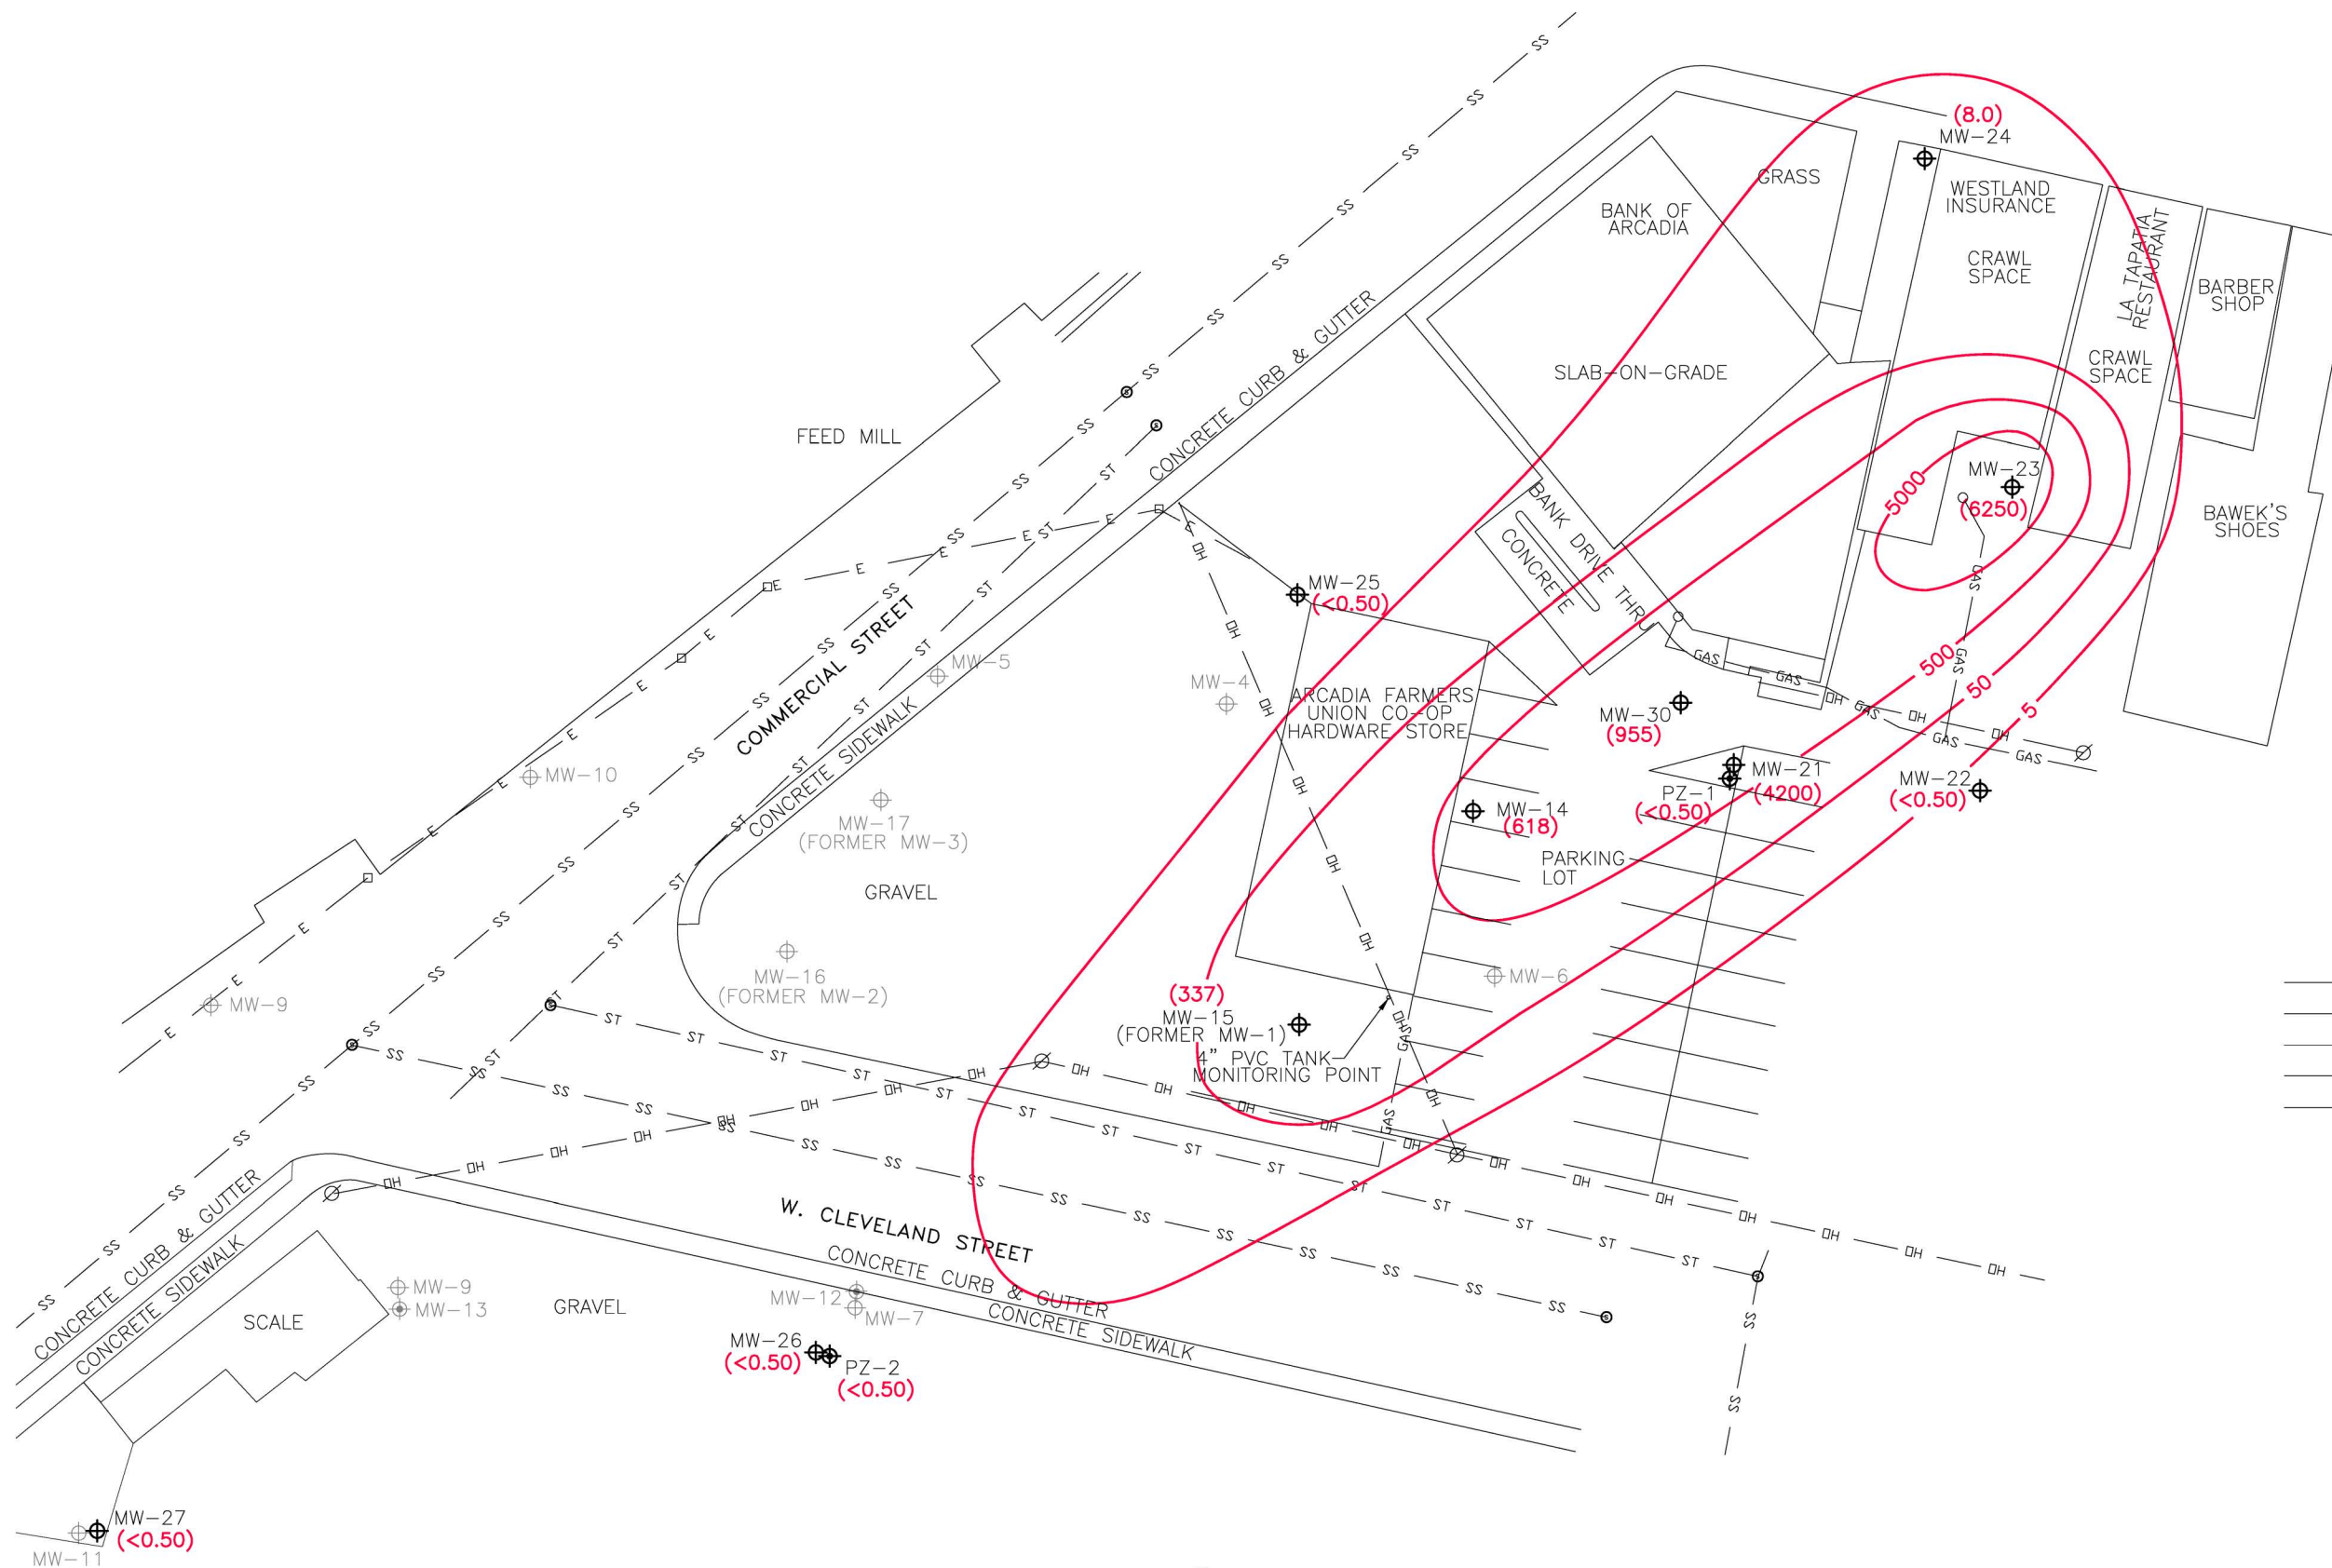 (8.0)
MW-24
GRASS
WESTLAND
INSURANCE
CRAWL
SPACE
BANK OF
ARCADIA
SLAB-ON-GRADE
LA TAPATIA
RESTAURANT
CRAWL
SPACE
BARBER
SHOP
BAWEK'S
SHOES
FEED MILL
CONCRETE CURB & GUTTER
MW-23
(6250)
5000
BANK DRIVE THRU
CONCRETE
MW-25
(<0.50)
COMMERCIAL STREET
MW-5
MW-4
ARCADIA FARMERS
UNION CO-OP
HARDWARE STORE
CONCRETE SIDEWALK
500
50
5
MW-30
(955)
MW-21
(4200)
PZ-1
(<0.50)
MW-22
(<0.50)
MW-10
MW-17
(FORMER MW-3)
MW-14
(618)
PARKING
LOT
GRAVEL
MW-16
(FORMER MW-2)
MW-6
MW-9
(337)
MW-15
(FORMER MW-1)
4" PVC TANK
MONITORING POINT
SS
ST
E
OH
GAS
CONCRETE CURB & GUTTER
CONCRETE SIDEWALK
W. CLEVELAND STREET
CONCRETE CURB & GUTTER
CONCRETE SIDEWALK
SCALE
MW-9
MW-13
GRAVEL
MW-12
MW-7
MW-26
(<0.50)
PZ-2
(<0.50)
MW-27
(<0.50)
MW-11